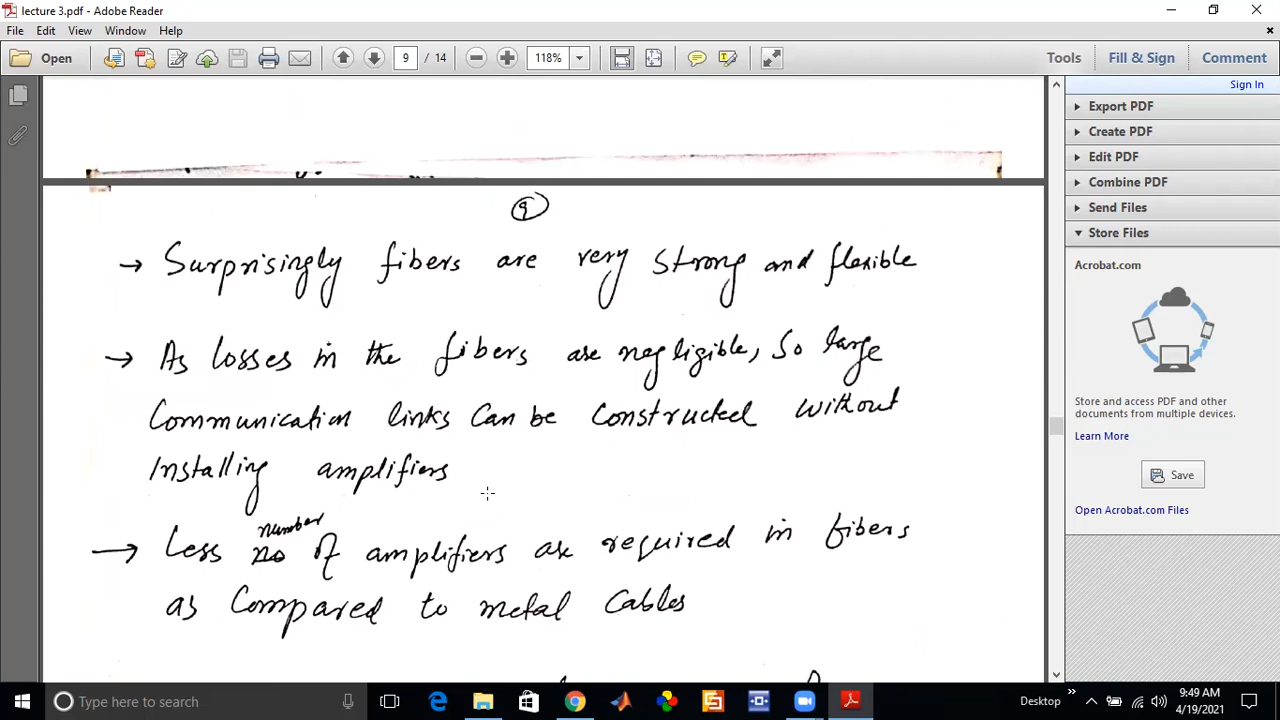 lecture 3.pdf - Adobe Reader
File Edit View Window Help
Open 9 / 14 118% Tools Fill & Sign Comment
Sign In
Export PDF
Create PDF
Edit PDF
Combine PDF
Send Files
Store Files
Acrobat.com
Store and access PDF and other
documents from multiple devices.
Learn More
Save
Open Acrobat.com Files
9
→ Surprisingly fibers are very strong and flexible
→ As losses in the fibers are negligible, So large
Communication links Can be Constructed without
Installing amplifiers
number
→ Less no of amplifiers are required in fibers
as Compared to metal Cables
Type here to search
Desktop
9:49 AM
4/19/2021